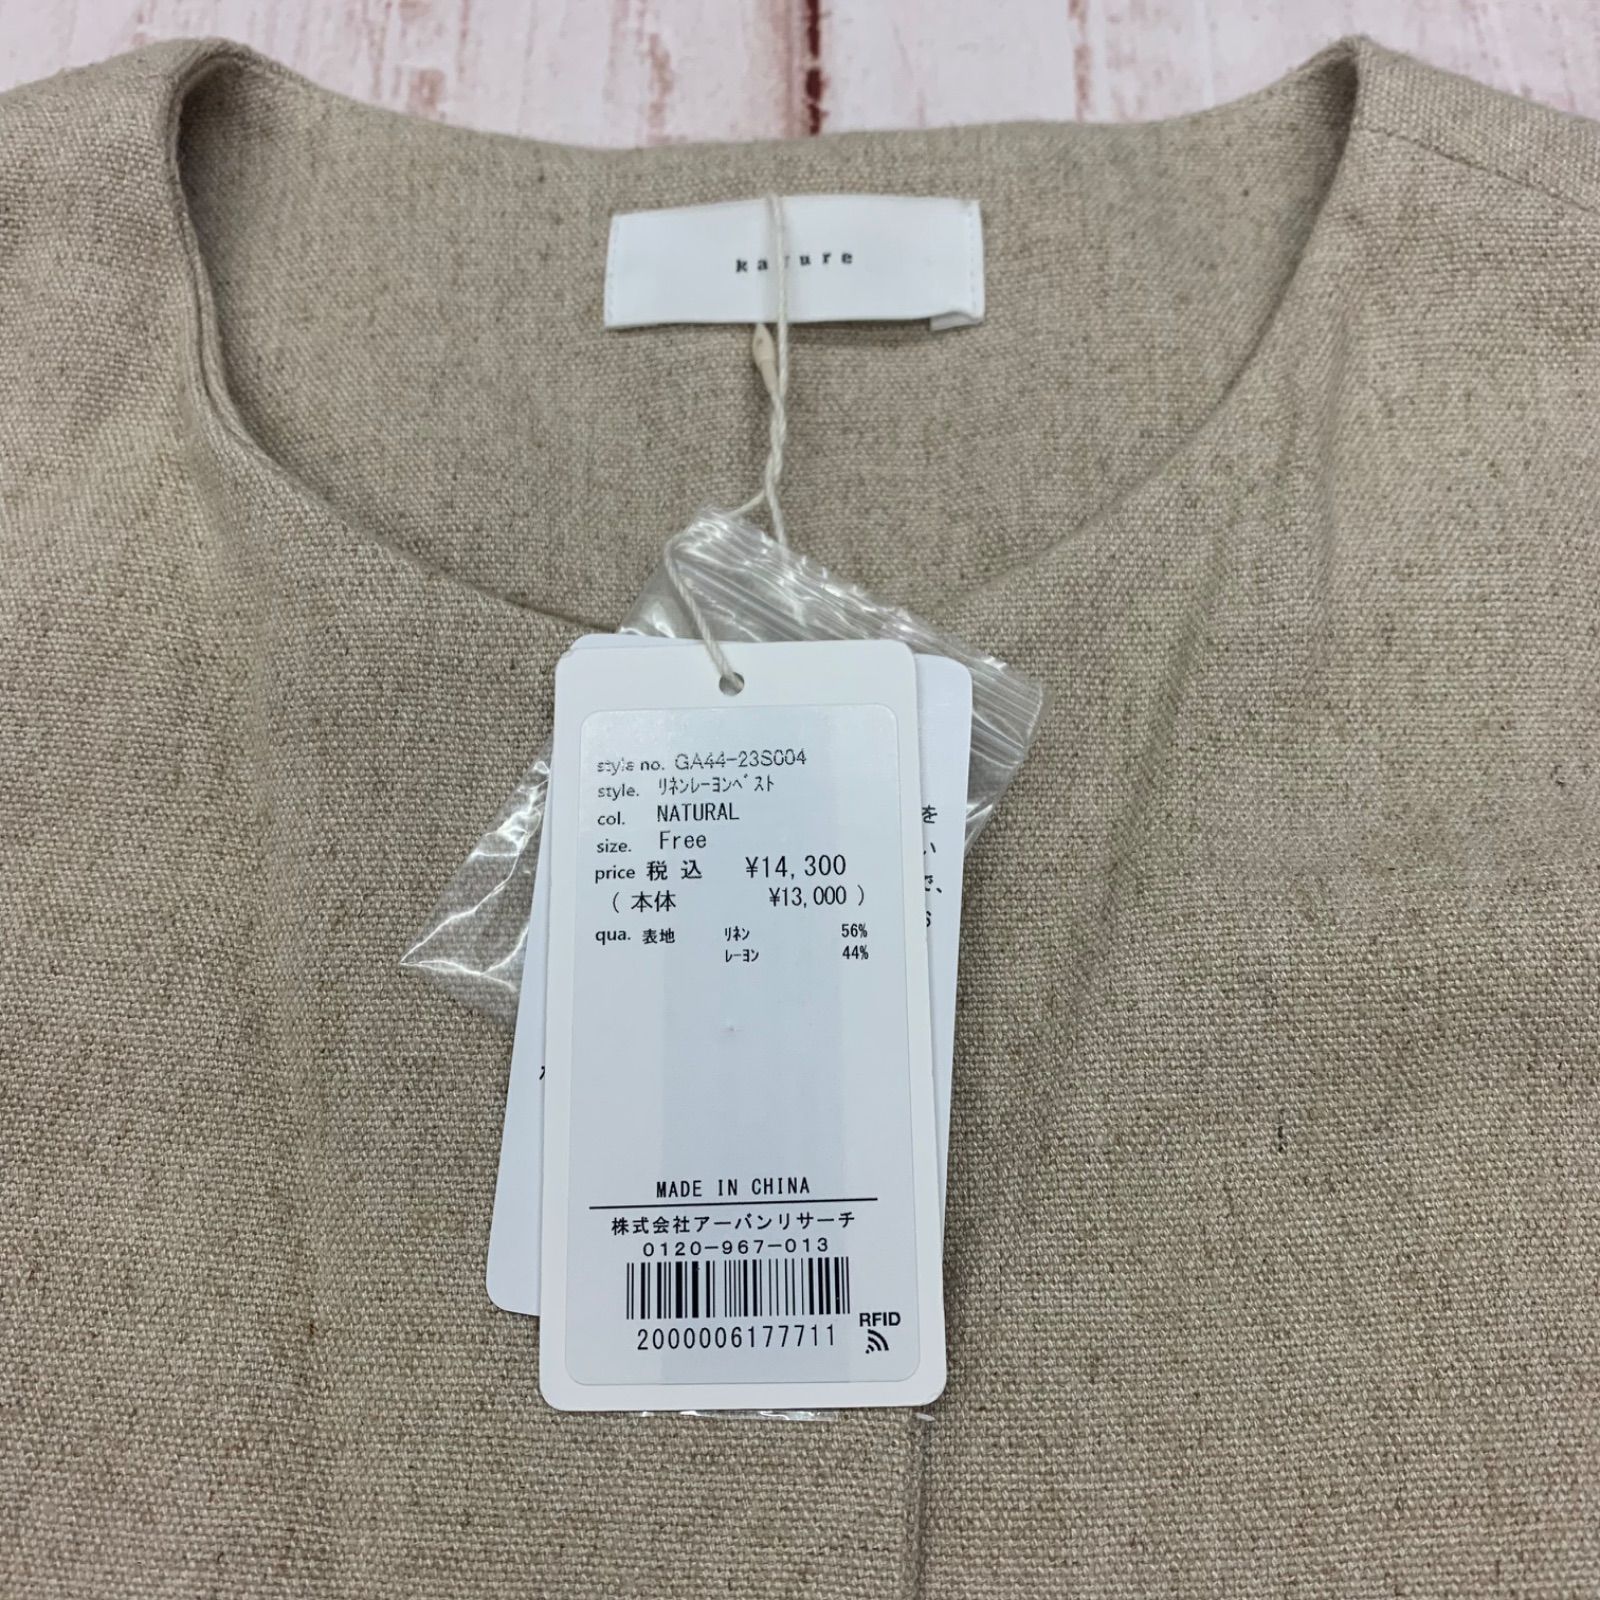 style no. GA44-23S004
style. リネンレーヨンベスト
col. NATURAL
size. Free
price 税込 ¥14,300
( 本体 ¥13,000 )
qua. 表地 リネン 56%
レーヨン 44%
MADE IN CHINA
株式会社アーバンリサーチ
0120-967-013
2000006177711
RFID
を
い
で、